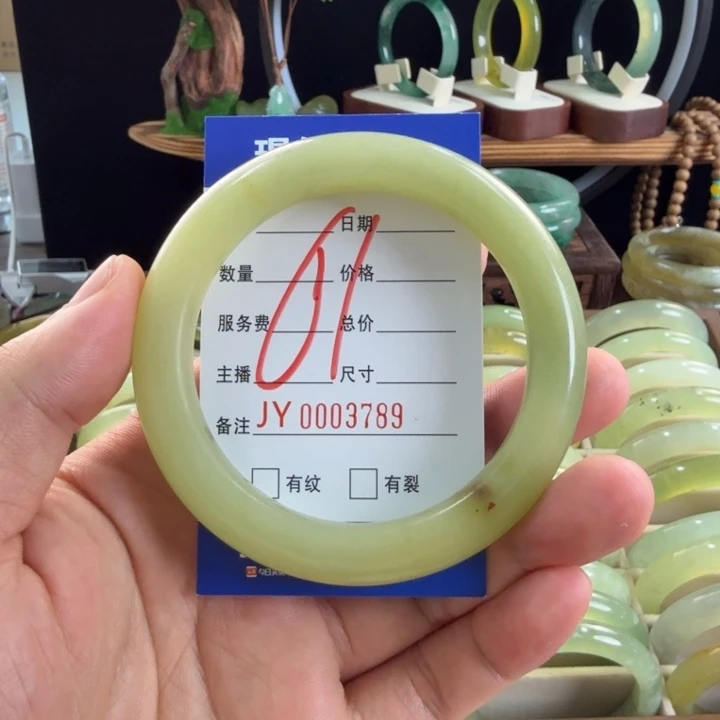 日期
数量 价格
服务费 总价
主播 尺寸
备注 JY 0003789
01
□ 有纹 □ 有裂